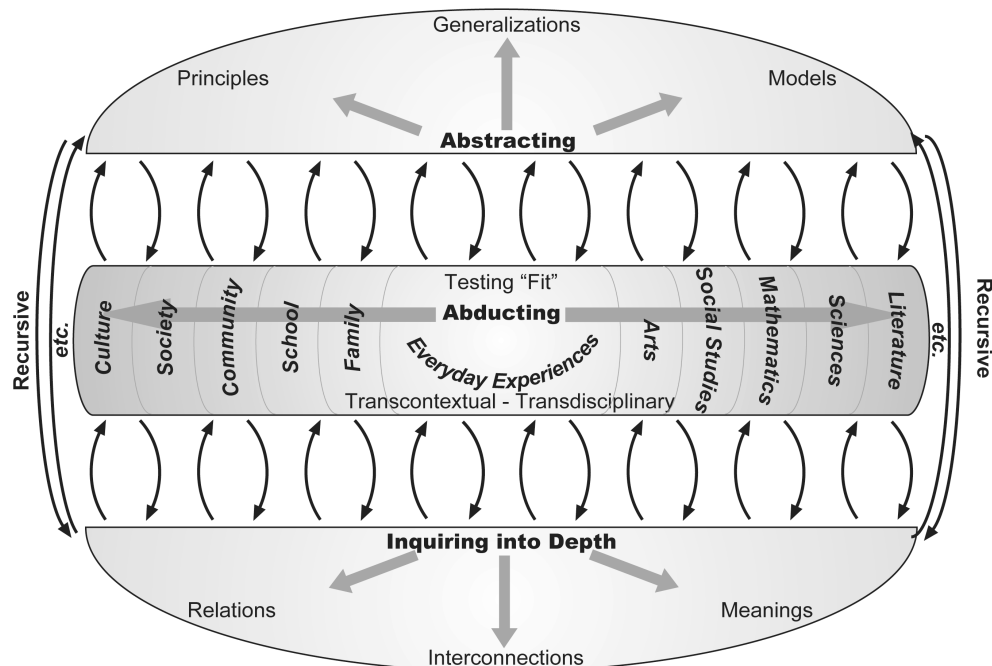 Generalizations
Principles
Models
Abstracting
Recursive
etc.
Culture
Society
Community
School
Family
Testing “Fit”
Abducting
Everyday Experiences
Transcontextual - Transdisciplinary
Arts
Social Studies
Mathematics
Sciences
Literature
etc.
Recursive
Inquiring into Depth
Relations
Meanings
Interconnections